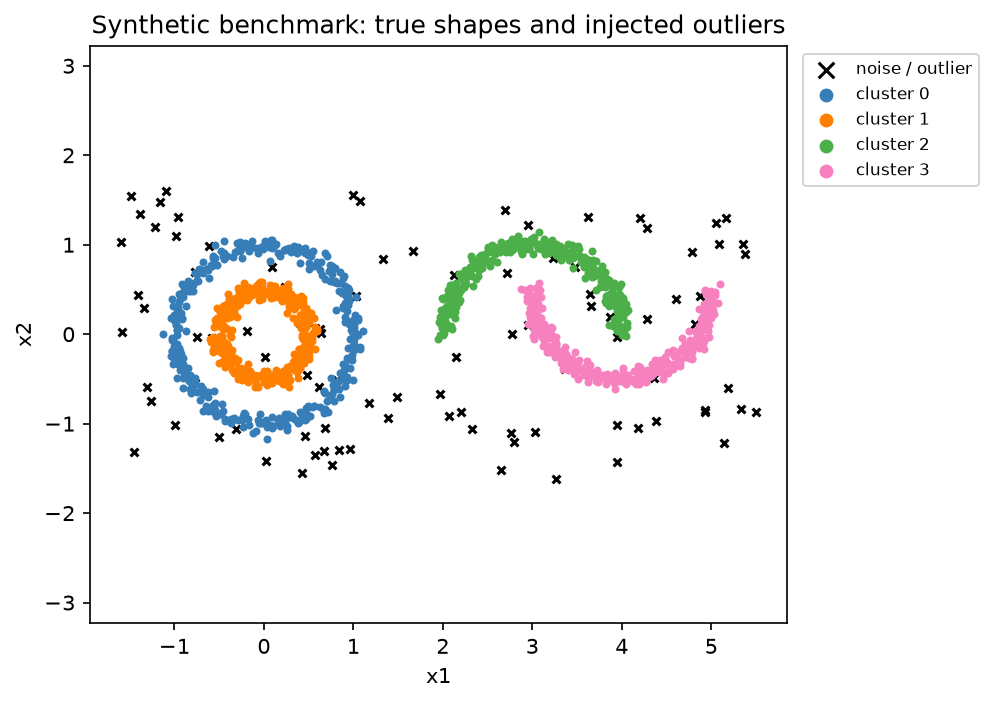 Synthetic benchmark: true shapes and injected outliers
noise / outlier
cluster 0
cluster 1
cluster 2
cluster 3
3
2
1
0
−1
−2
−3
x2
−1
0
1
2
3
4
5
x1